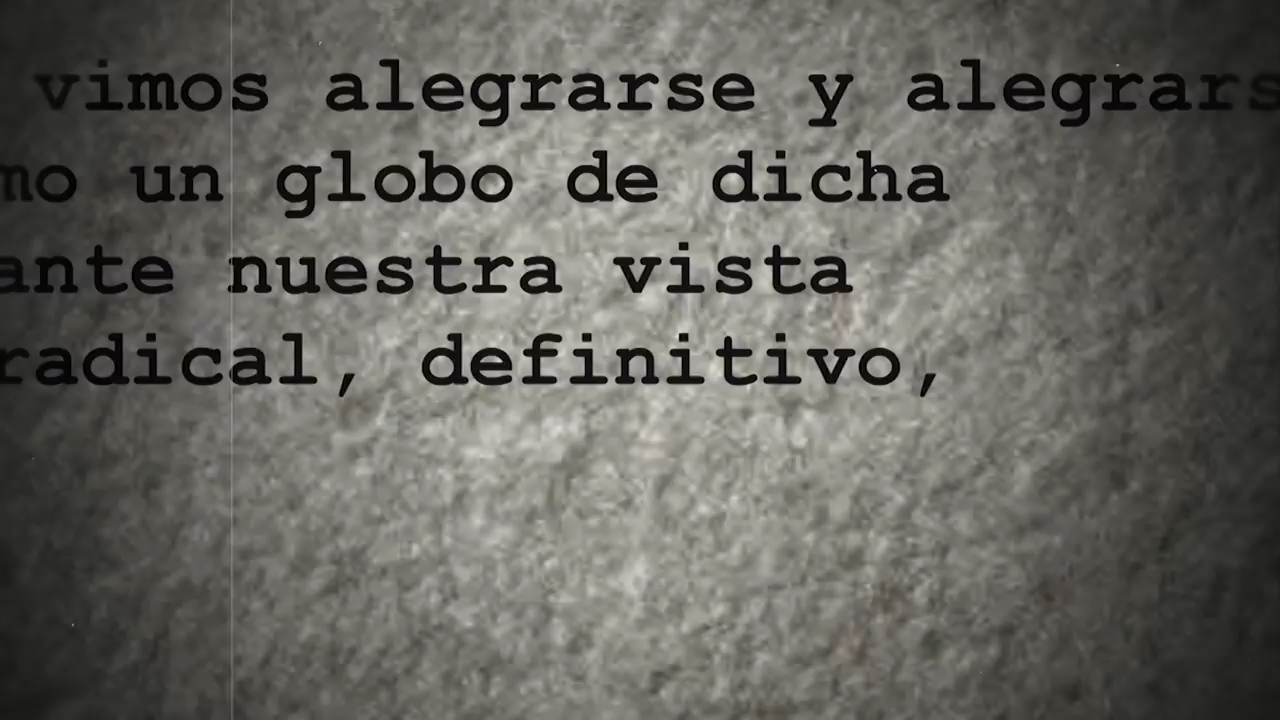 vimos alegrarse y alegrars
mo un globo de dicha
ante nuestra vista
radical, definitivo,